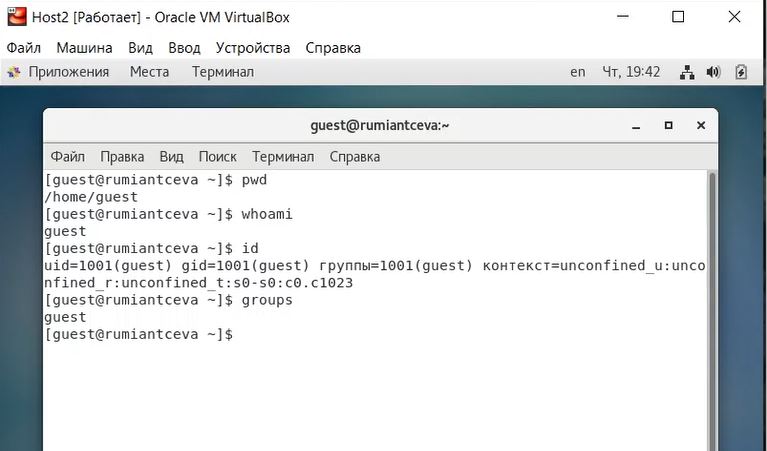 Host2 [Работает] - Oracle VM VirtualBox
Файл Машина Вид Ввод Устройства Справка
Приложения Места Терминал en Чт, 19:42
guest@rumiantceva:~
Файл Правка Вид Поиск Терминал Справка
[guest@rumiantceva ~]$ pwd
/home/guest
[guest@rumiantceva ~]$ whoami
guest
[guest@rumiantceva ~]$ id
uid=1001(guest) gid=1001(guest) группы=1001(guest) контекст=unconfined_u:unco
nfined_r:unconfined_t:s0-s0:c0.c1023
[guest@rumiantceva ~]$ groups
guest
[guest@rumiantceva ~]$